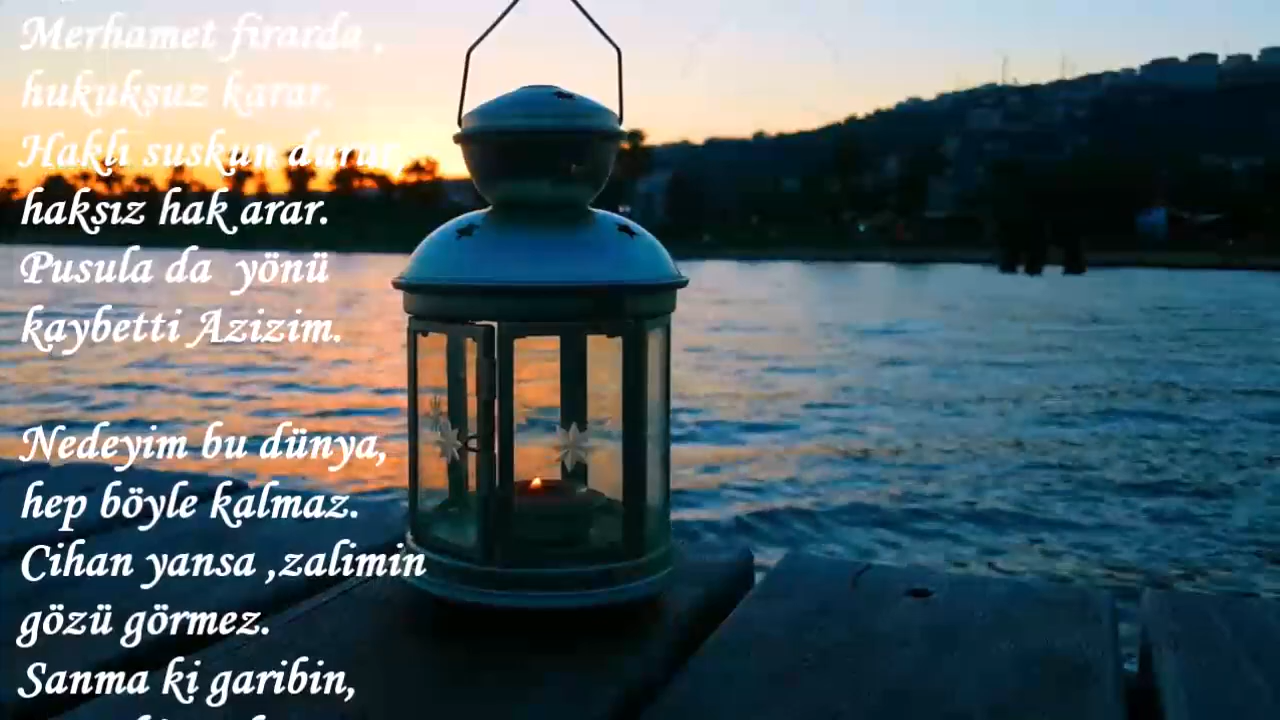 Merhamet firarda ,
hukuksuz karar.
Haklı suskun durur,
haksız hak arar.
Pusula da yönü
kaybetti Azizim.
Nedeyim bu dünya,
hep böyle kalmaz.
Cihan yansa ,zalimin
gözü görmez.
Sanma ki garibin,